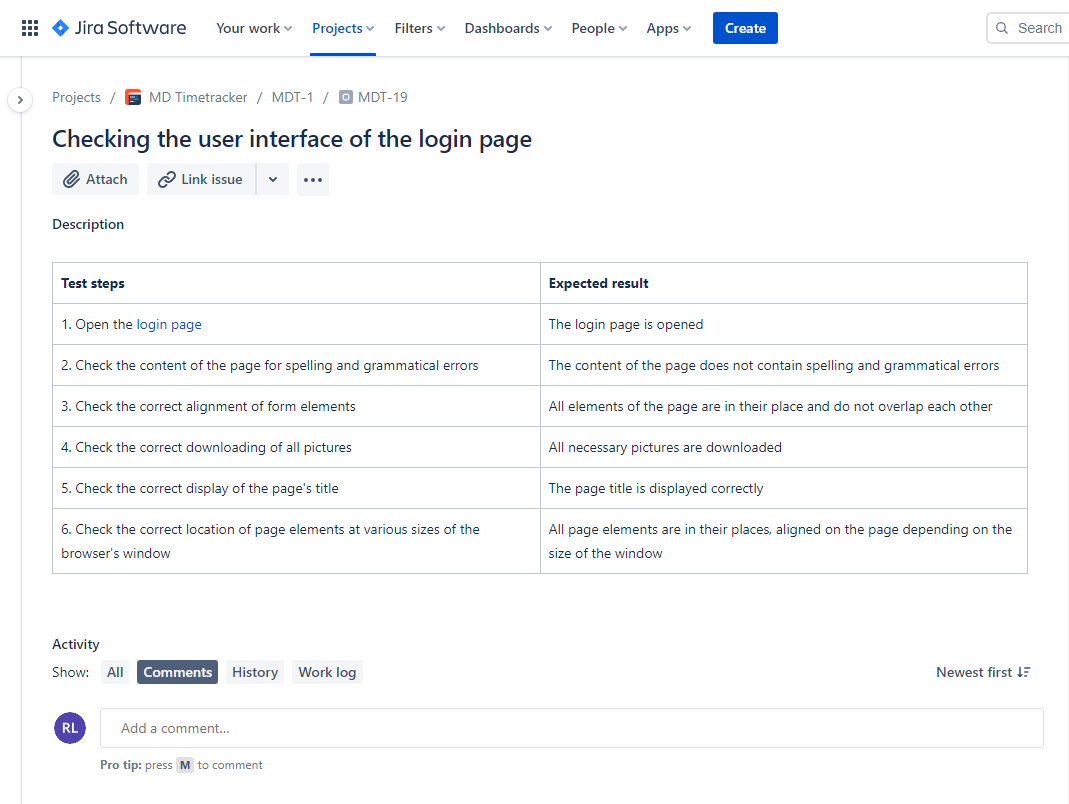 Jira Software Your work Projects Filters Dashboards People Apps Create Search
Projects / MD Timetracker / MDT-1 / MDT-19
Checking the user interface of the login page
Attach Link issue
Description
Test steps Expected result
1. Open the login page The login page is opened
2. Check the content of the page for spelling and grammatical errors The content of the page does not contain spelling and grammatical errors
3. Check the correct alignment of form elements All elements of the page are in their place and do not overlap each other
4. Check the correct downloading of all pictures All necessary pictures are downloaded
5. Check the correct display of the page's title The page title is displayed correctly
6. Check the correct location of page elements at various sizes of the
browser's window
All page elements are in their places, aligned on the page depending on the
size of the window
Activity
Show: All Comments History Work log Newest first
RL Add a comment...
Pro tip: press M to comment